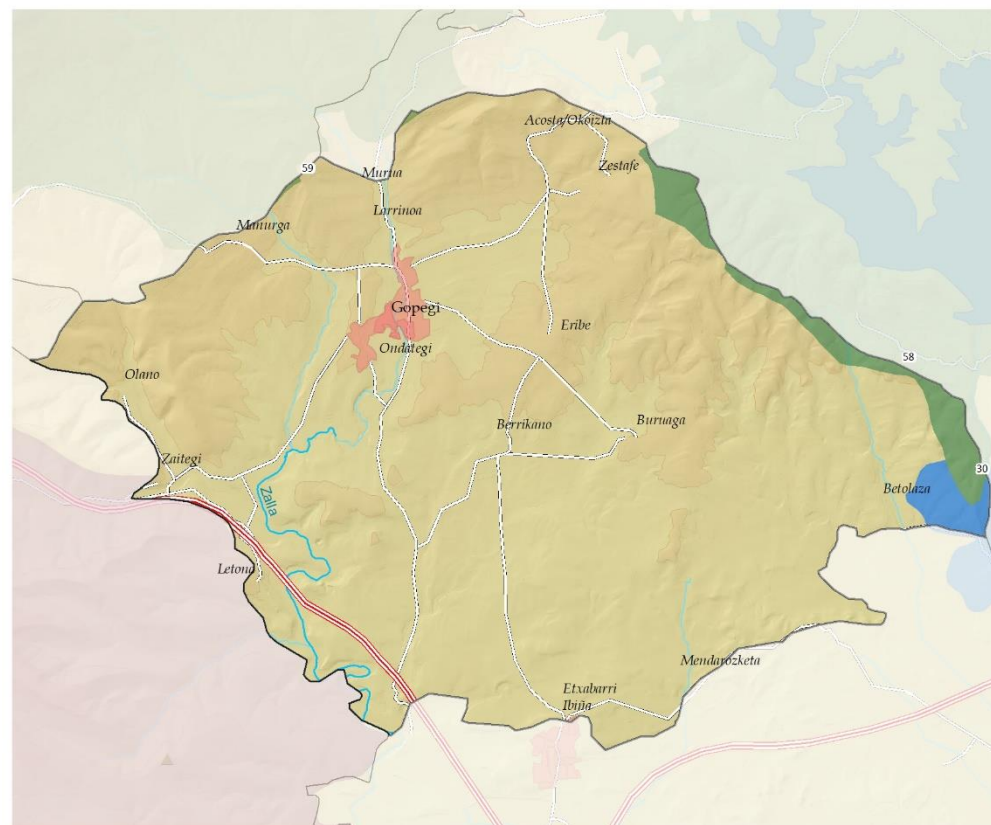 Acosta/Okoizta
59
Murua
Zestafe
Larrinoa
Manurga
Gopegi
Eribe
Ondategi
58
Olano
Berrikano
Buruaga
Zaitegi
30
Zalla
Betolaza
Letona
Mendarozketa
Etxabarri
Ibiña